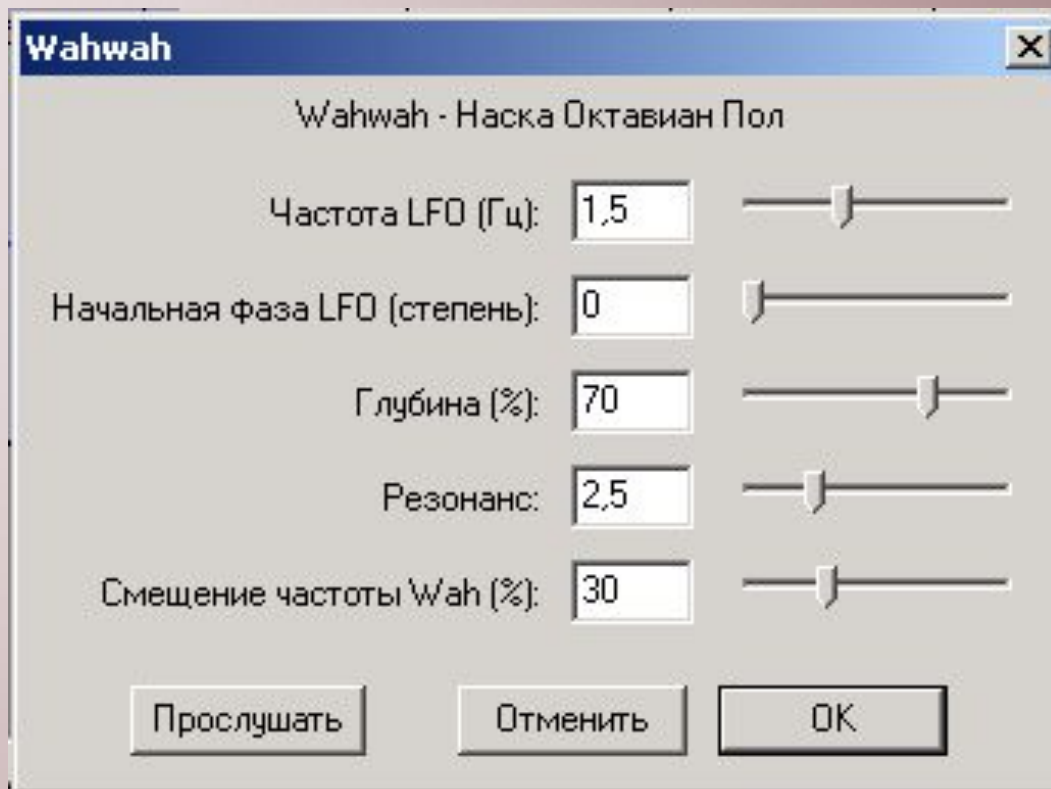 Wahwah
Wahwah - Наска Октавиан Пол
Частота LFO (Гц): 1,5
Начальная фаза LFO (степень): 0
Глубина (%): 70
Резонанс: 2,5
Смещение частоты Wah (%): 30
Прослушать Отменить OK